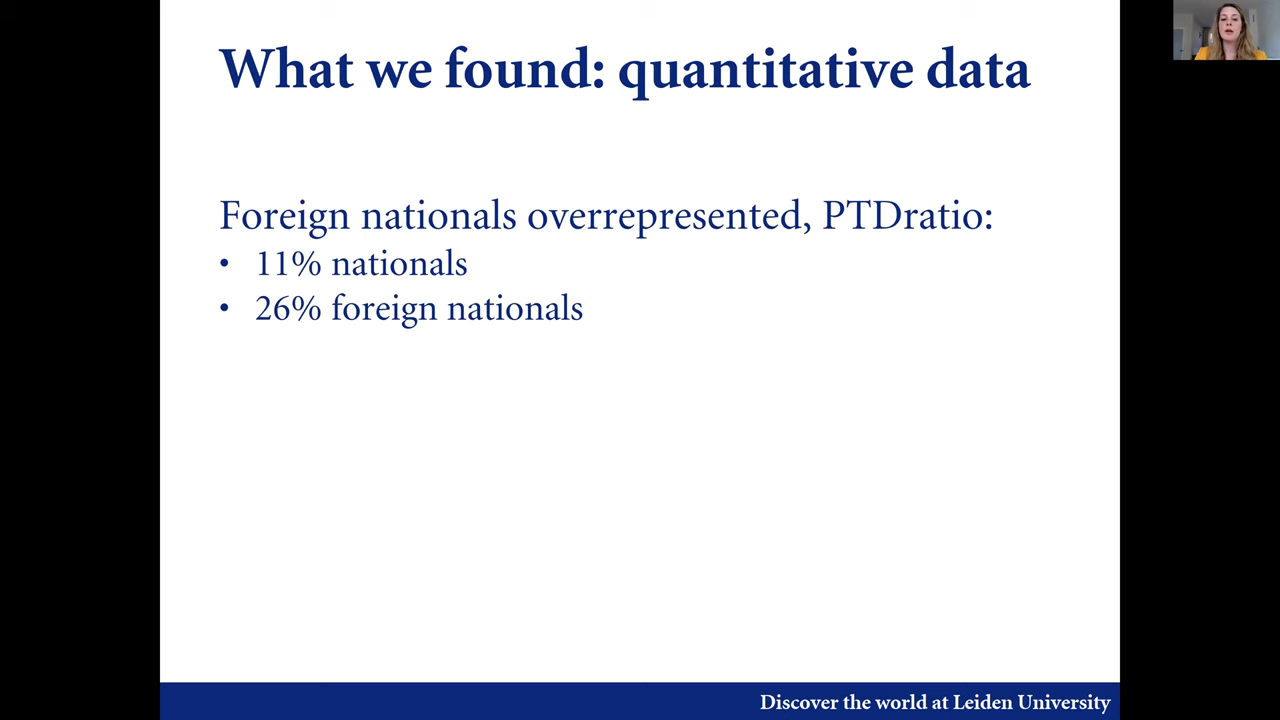 What we found: quantitative data
Foreign nationals overrepresented, PTDratio:
• 11% nationals
• 26% foreign nationals
Discover the world at Leiden University